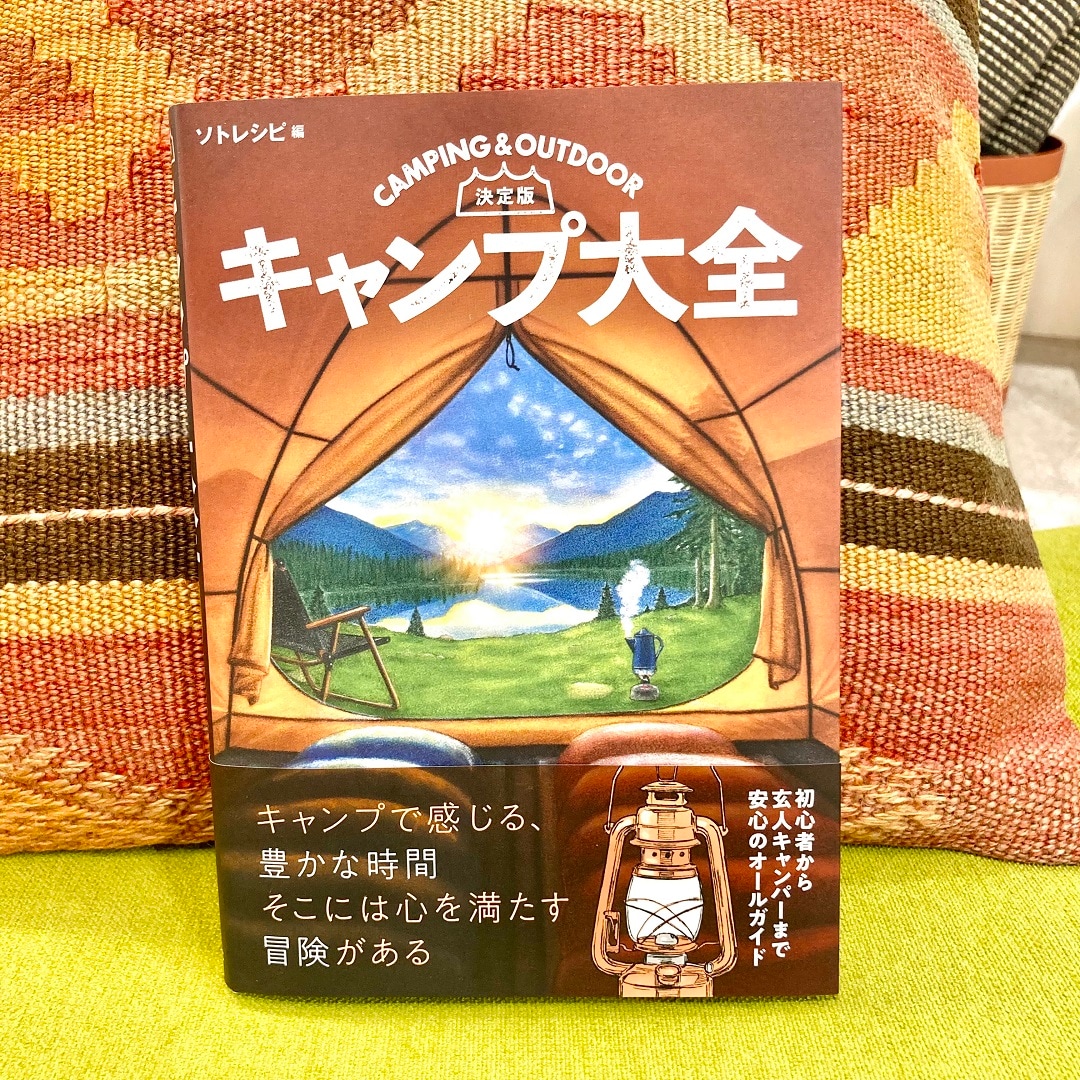 ソトレシピ 編
CAMPING & OUTDOOR
決定版
キャンプ大全
キャンプで感じる、
豊かな時間
そこには心を満たす
冒険がある
初心者から
玄人キャンパーまで
安心のオールガイド